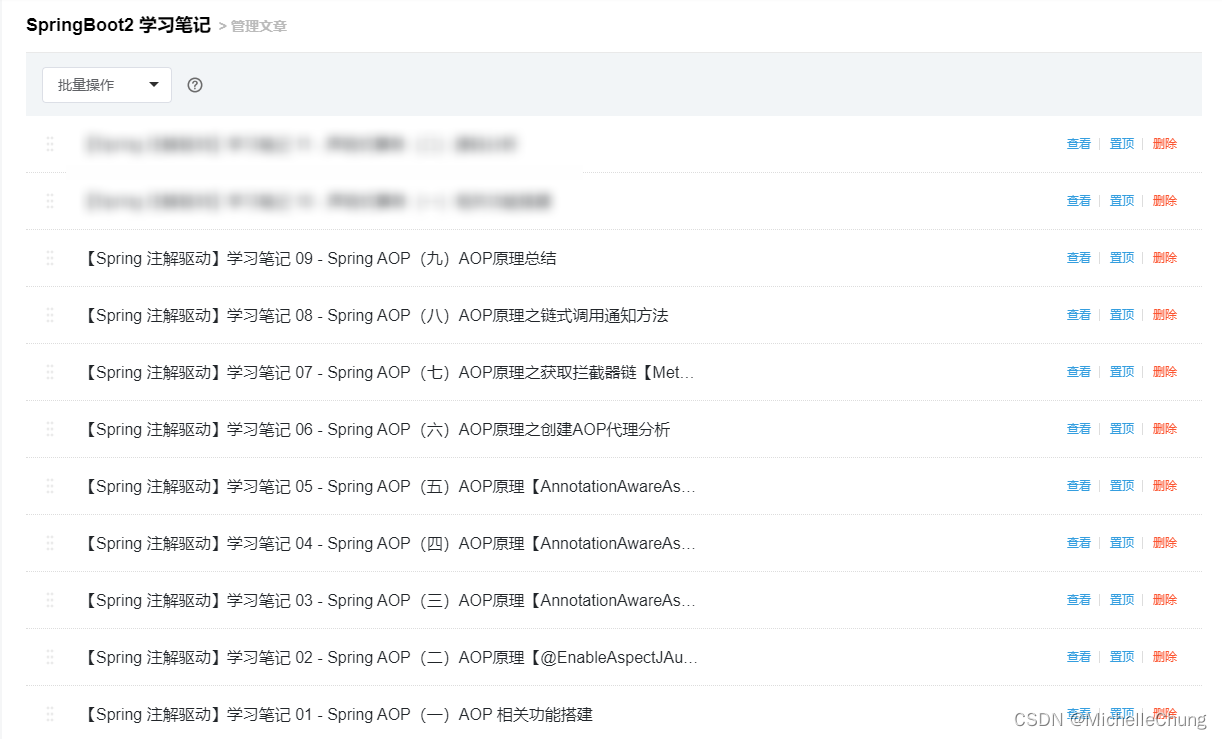 SpringBoot2 学习笔记 > 管理文章
批量操作
查看 置顶 删除
查看 置顶 删除
【Spring 注解驱动】学习笔记 09 - Spring AOP（九）AOP原理总结 查看 置顶 删除
【Spring 注解驱动】学习笔记 08 - Spring AOP（八）AOP原理之链式调用通知方法 查看 置顶 删除
【Spring 注解驱动】学习笔记 07 - Spring AOP（七）AOP原理之获取拦截器链【Met… 查看 置顶 删除
【Spring 注解驱动】学习笔记 06 - Spring AOP（六）AOP原理之创建AOP代理分析 查看 置顶 删除
【Spring 注解驱动】学习笔记 05 - Spring AOP（五）AOP原理【AnnotationAwareAs… 查看 置顶 删除
【Spring 注解驱动】学习笔记 04 - Spring AOP（四）AOP原理【AnnotationAwareAs… 查看 置顶 删除
【Spring 注解驱动】学习笔记 03 - Spring AOP（三）AOP原理【AnnotationAwareAs… 查看 置顶 删除
【Spring 注解驱动】学习笔记 02 - Spring AOP（二）AOP原理【@EnableAspectJAu… 查看 置顶 删除
【Spring 注解驱动】学习笔记 01 - Spring AOP（一）AOP 相关功能搭建 查看 置顶 删除
CSDN @MichelleChung